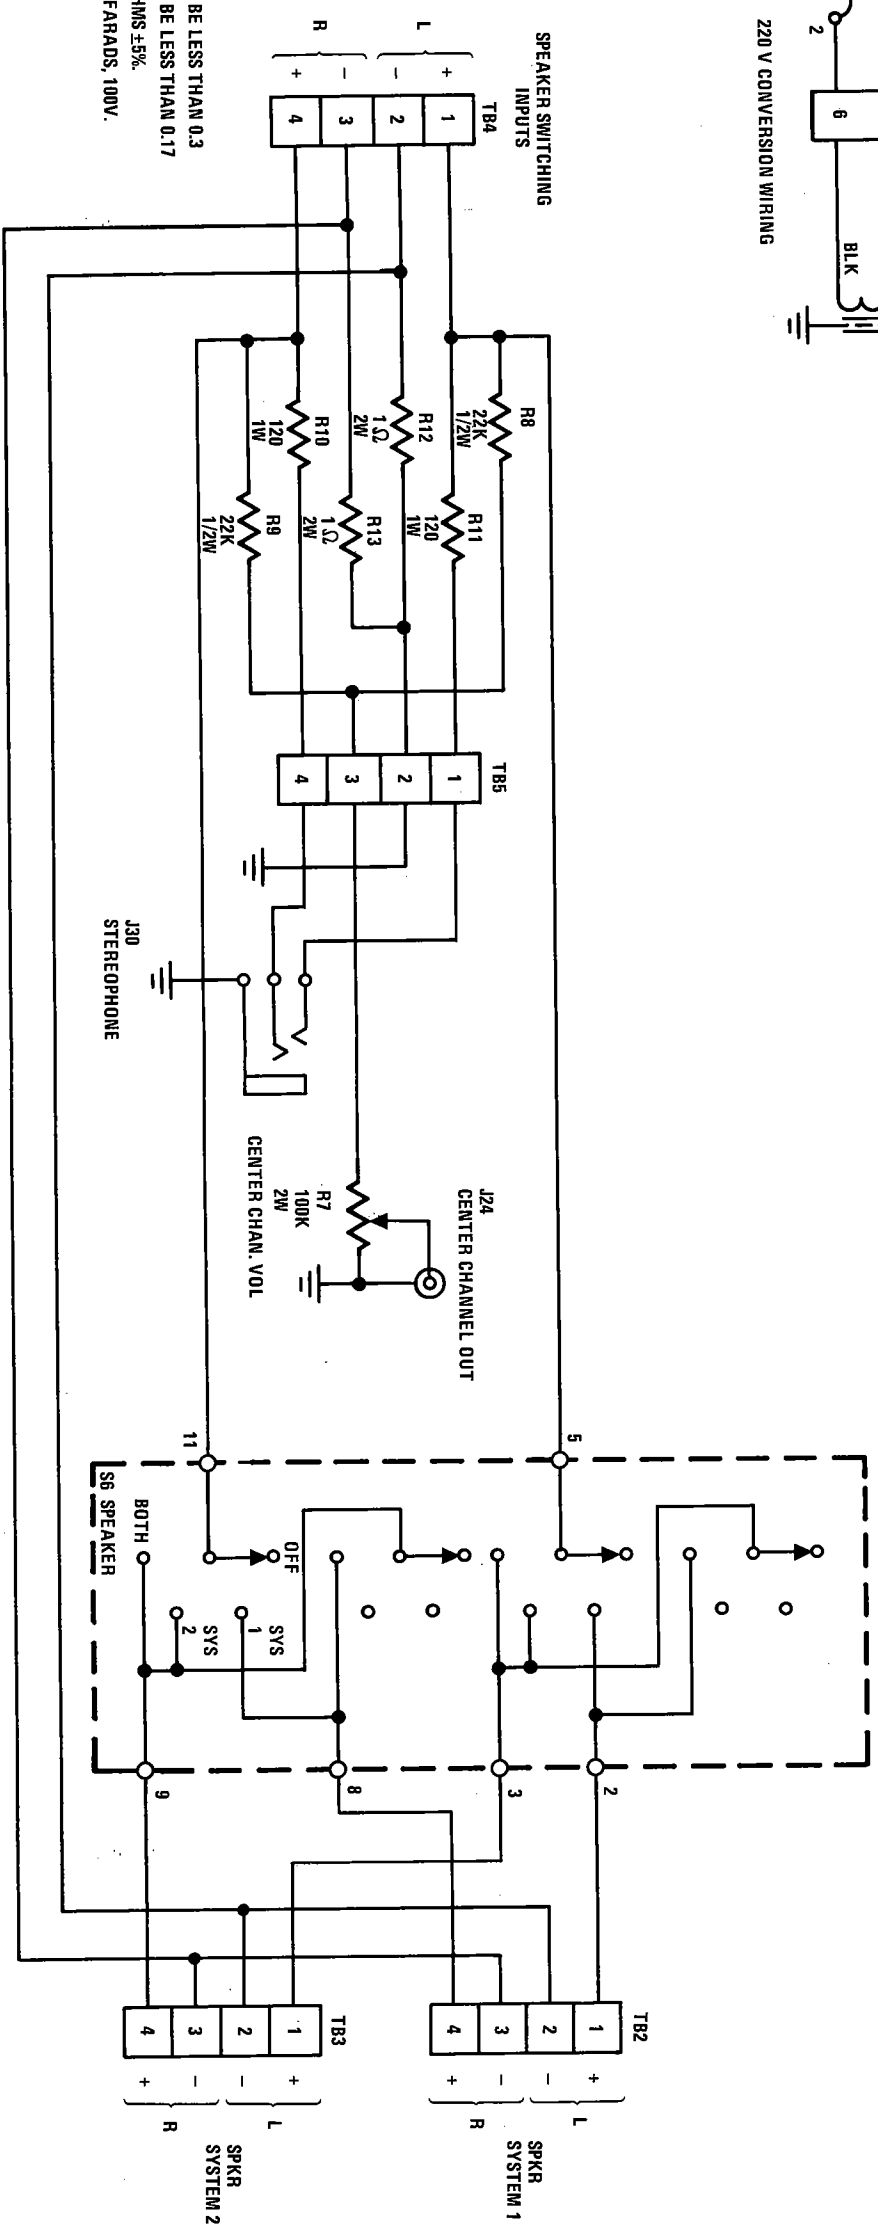 2
6
BLK
220 V CONVERSION WIRING
SPEAKER SWITCHING
INPUTS
TB4
L
R
+
−
−
+
1
2
3
4
BE LESS THAN 0.3
BE LESS THAN 0.17
HMS ±5%.
FARADS, 100V.
R8
22K
1/2W
R11
120
1W
R12
1 Ω
2W
R13
1 Ω
2W
R10
120
1W
R9
22K
1/2W
TB5
1
2
3
4
J30
STEREOPHONE
J24
CENTER CHANNEL OUT
R7
100K
2W
CENTER CHAN. VOL
5
11
S6 SPEAKER
BOTH
OFF
SYS
1
SYS
2
2
3
8
9
TB2
1
2
3
4
+
−
−
+
L
R
SPKR
SYSTEM 1
TB3
1
2
3
4
+
−
−
+
L
R
SPKR
SYSTEM 2